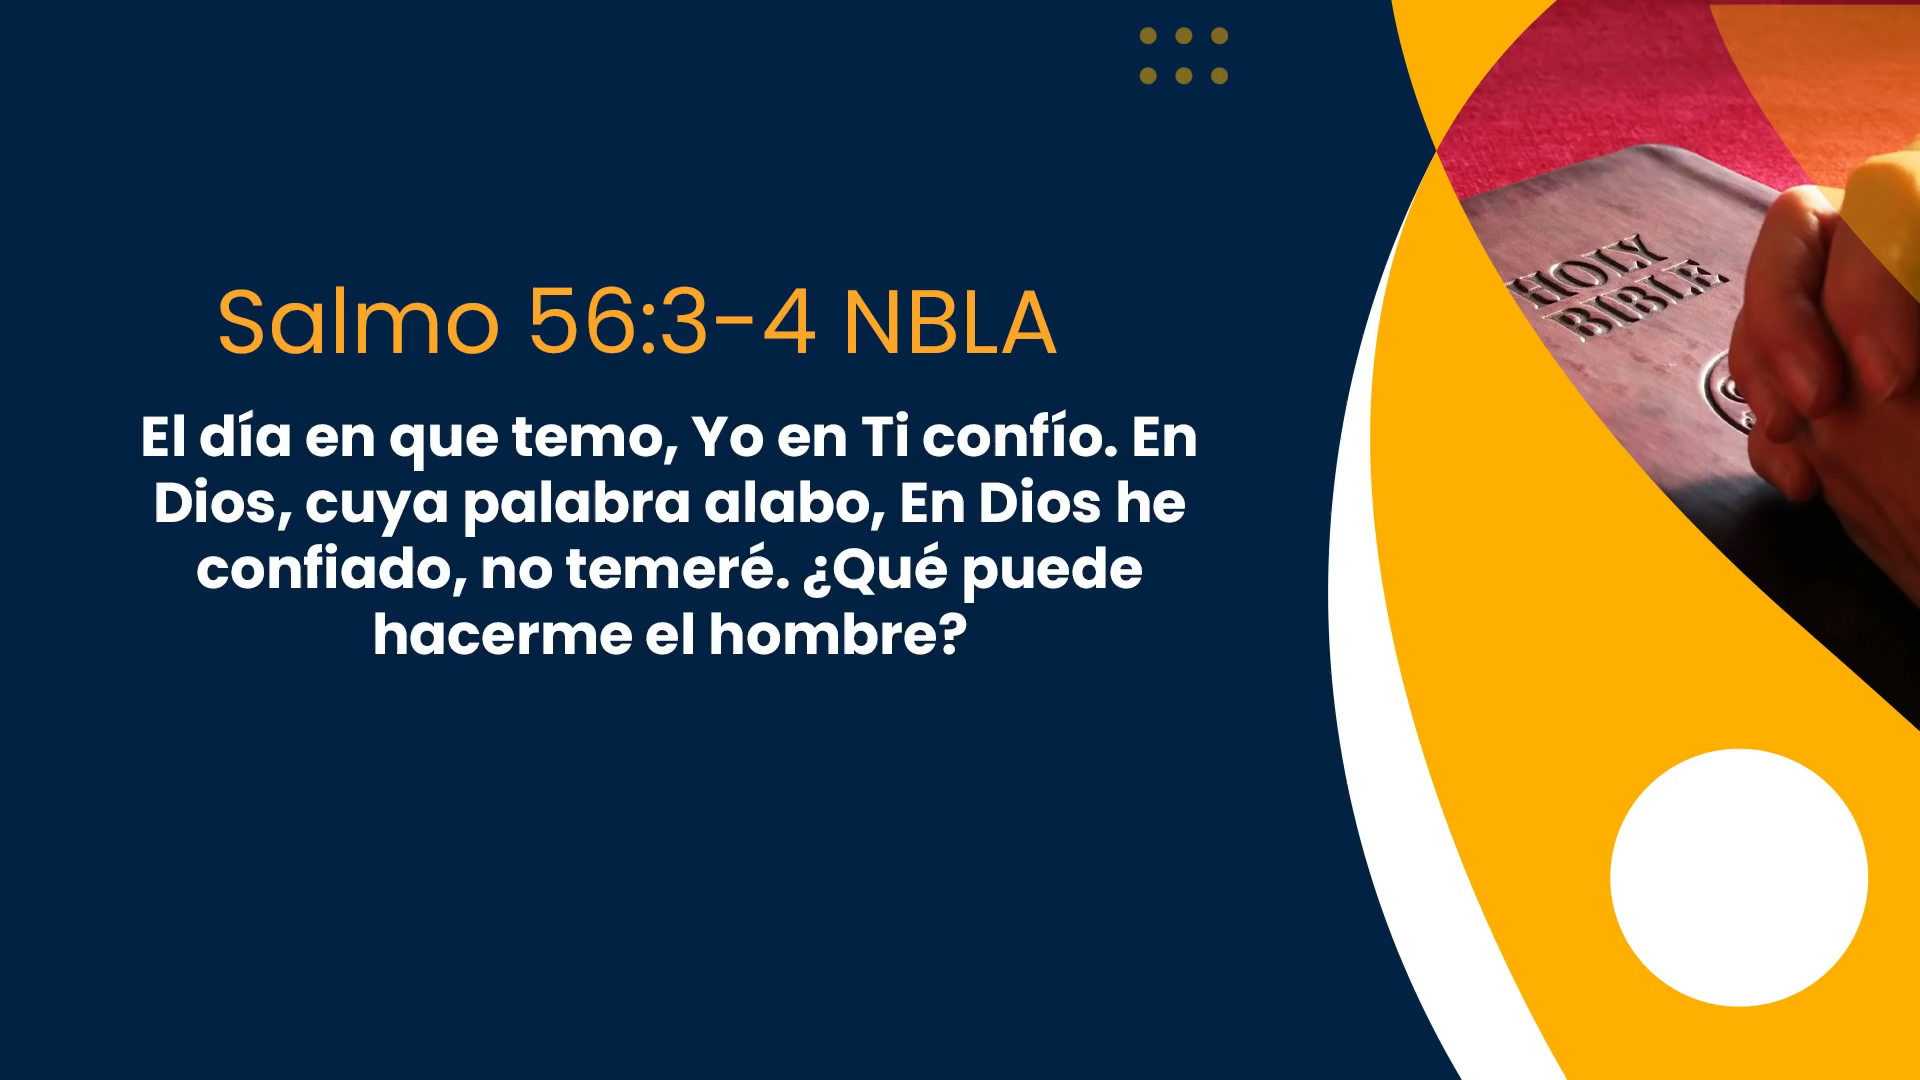 Salmo 56:3-4 NBLA
El día en que temo, Yo en Ti confío. En
Dios, cuya palabra alabo, En Dios he
confiado, no temeré. ¿Qué puede
hacerme el hombre?
HOLY
BIBLE